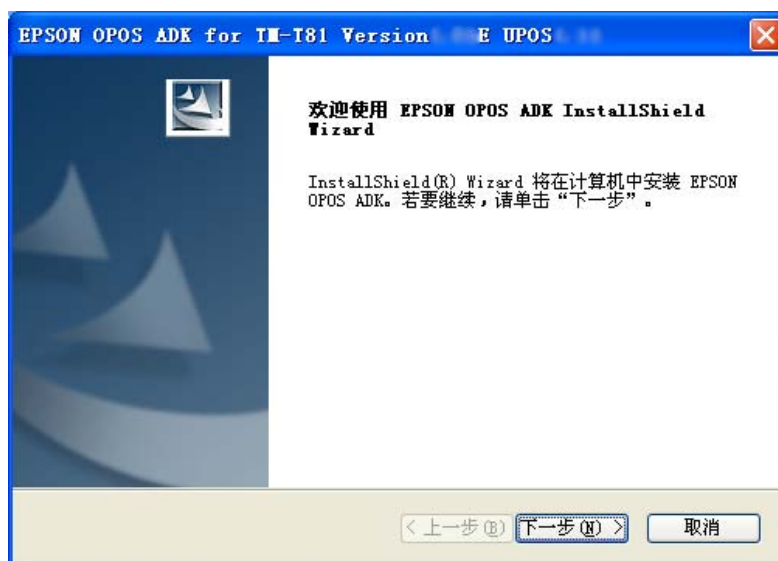 EPSON OPOS ADK for TM-T81 Version E UPOS
欢迎使用 EPSON OPOS ADK InstallShield
Wizard
InstallShield(R) Wizard 将在计算机中安装 EPSON
OPOS ADK。若要继续，请单击“下一步”。
< 上一步(B) 下一步(N) > 取消